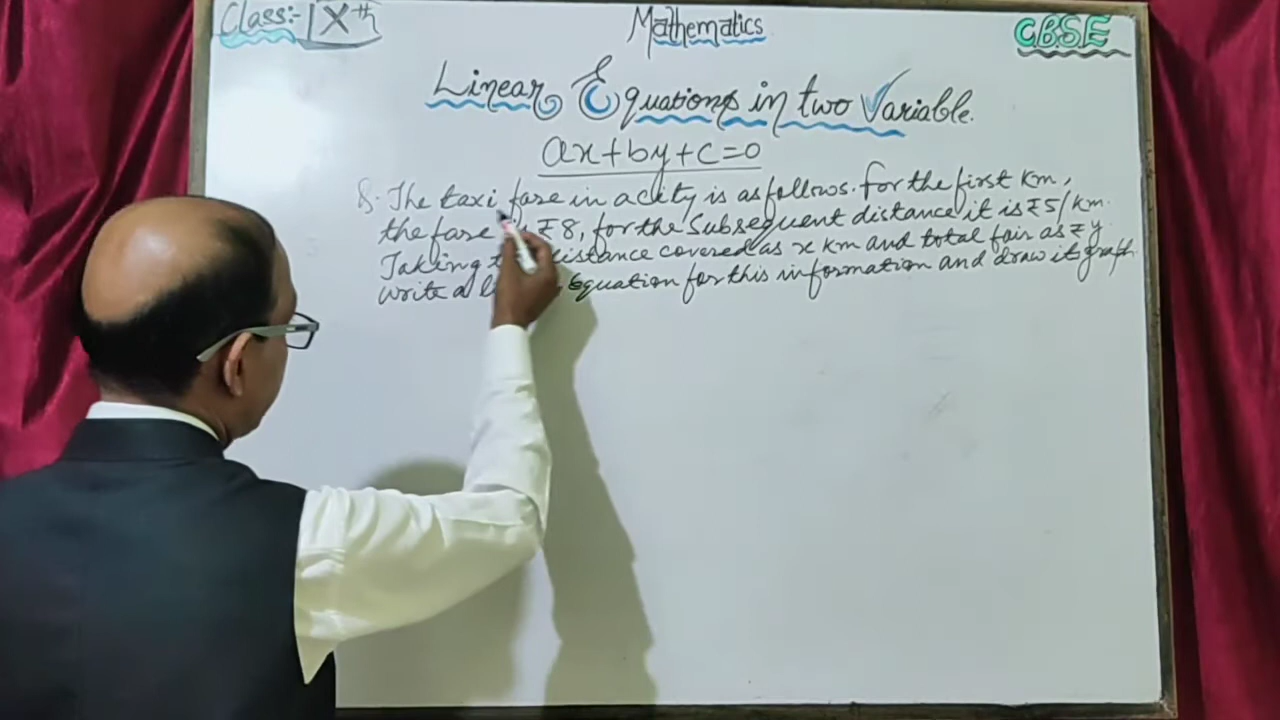 Class:- IXth
Mathematics
CBSE
Linear Equations in two Variable.
ax+by+c=0
Q. The taxi fare in a city is as follows. For the first Km,
the fare is ₹8, for the Subsequent distance it is ₹5/km.
Taking distance covered as x Km and total fair as ₹y
write a Equation for this information and draw it graph.